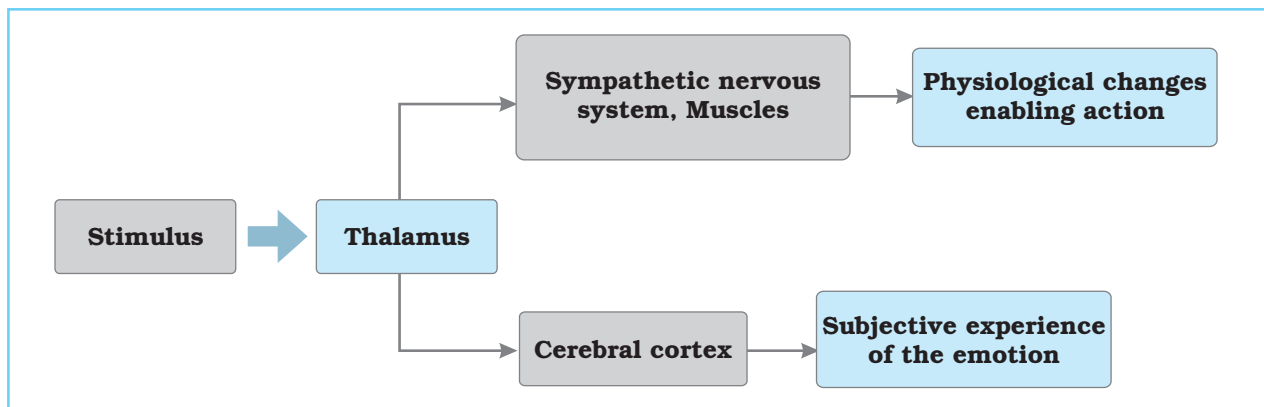 Sympathetic nervous
system, Muscles
Physiological changes
enabling action
Stimulus
Thalamus
Cerebral cortex
Subjective experience
of the emotion